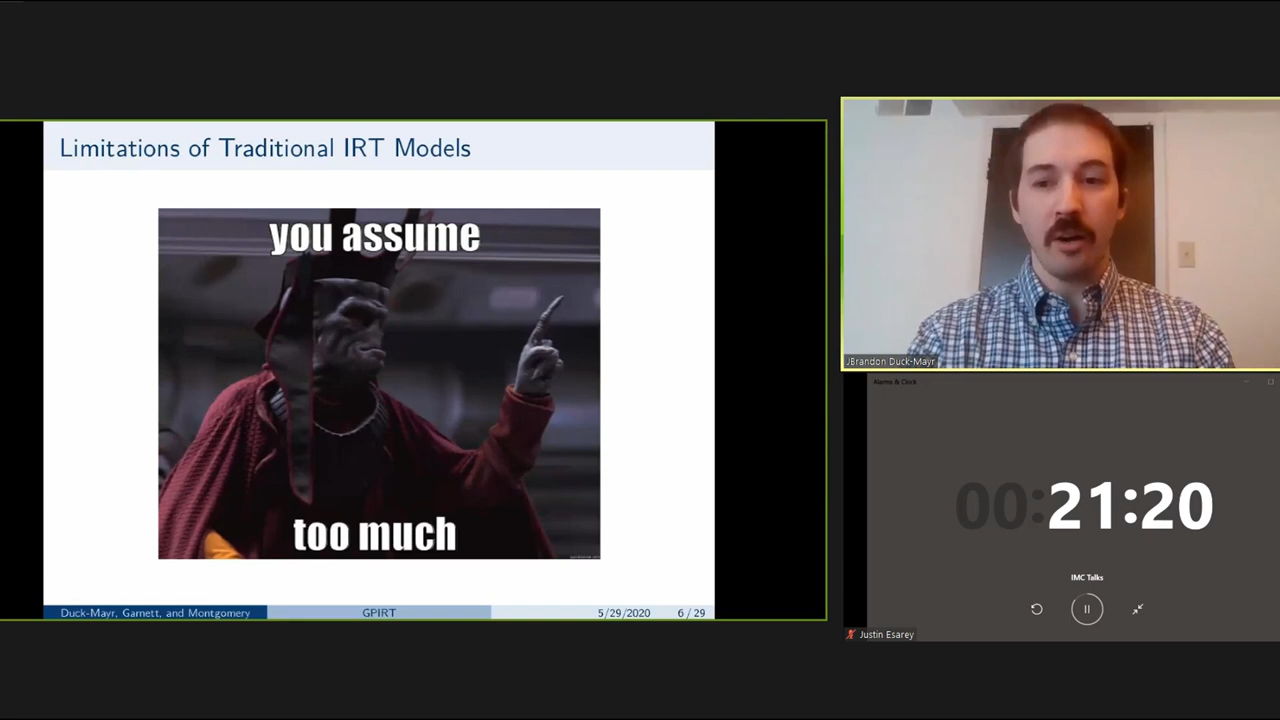 Limitations of Traditional IRT Models
you assume
too much
Duck-Mayr, Garnett, and Montgomery GPIRT 5/29/2020 6 / 29
JBrandon Duck-Mayr
Alarms & Clock
00:21:20
IMC Talks
Justin Esarey